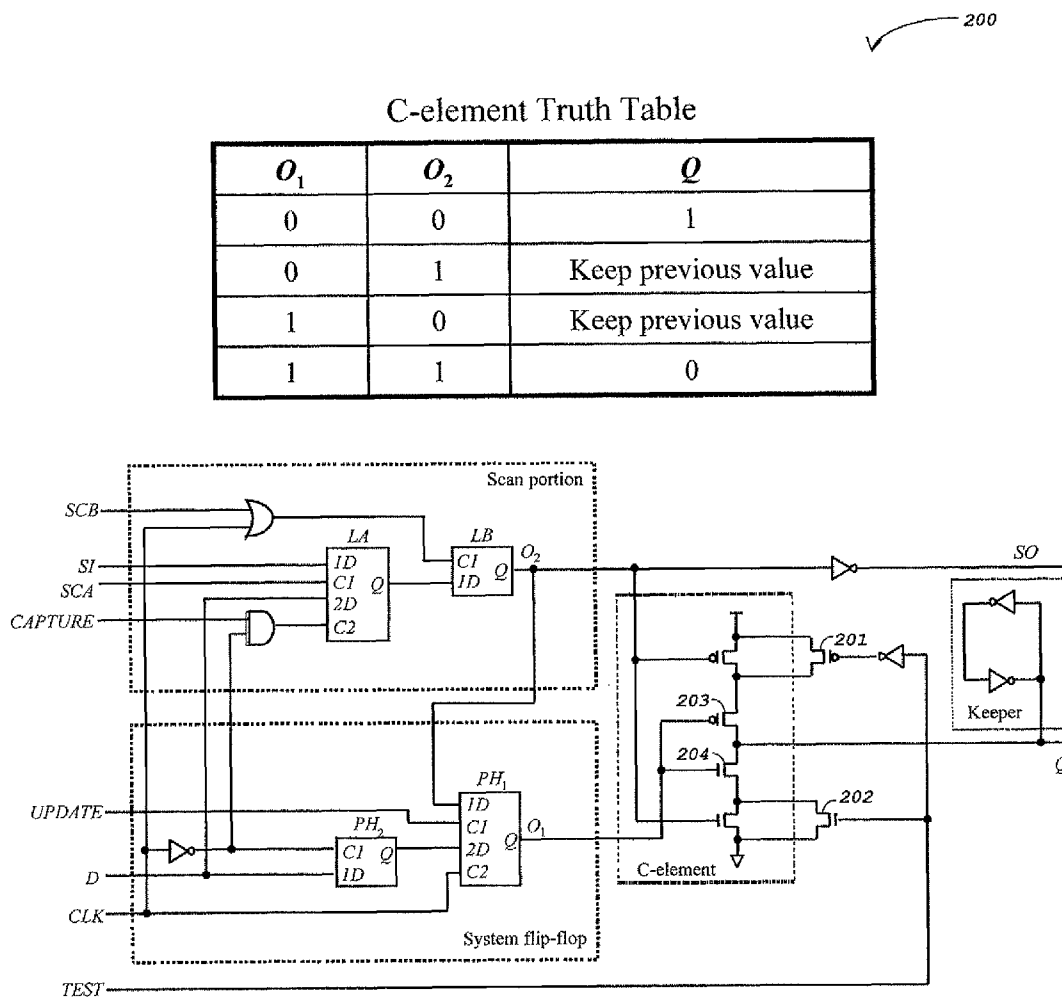 200
C-element Truth Table
O1 O2 Q
0 0 1
0 1 Keep previous value
1 0 Keep previous value
1 1 0
Scan portion
SCB
LA LB O2 SO
SI 1D C1 Q
SCA C1 Q 1D
2D
CAPTURE C2
201
203
Keeper
204
Q
PH1
1D
UPDATE C1 O1 202
PH2 Q
C1 Q 2D
D 1D C2 C-element
CLK
System flip-flop
TEST